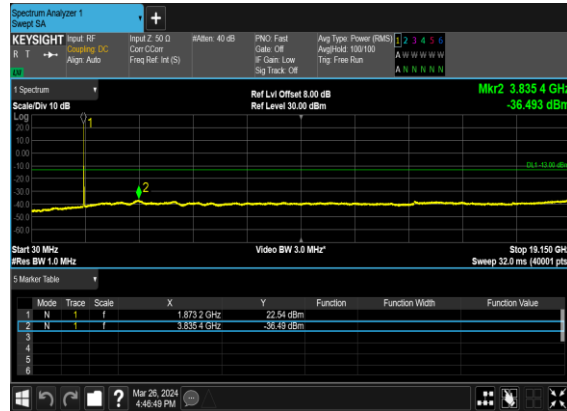 Spectrum Analyzer 1
Swept SA
+
KEYSIGHT Input: RF Input Z: 50 Ω #Atten: 40 dB PNO: Fast Avg Type: Power (RMS) 1 2 3 4 5 6
R T Coupling: DC Corr CCorr Gate: Off Avg|Hold: 100/100 A W W W W W
Align: Auto Freq Ref: Int (S) IF Gain: Low Trig: Free Run
Sig Track: Off A N N N N N
1 Spectrum Ref Lvl Offset 8.00 dB Mkr2 3.835 4 GHz
Scale/Div 10 dB Ref Level 30.00 dBm -36.493 dBm
Log
20.0
10.0
0.00
-10.0
DL1 -13.00 dBm
-20.0
-30.0
-40.0
-50.0
-60.0
1
2
Start 30 MHz Video BW 3.0 MHz* Stop 19.150 GHz
#Res BW 1.0 MHz Sweep 32.0 ms (40001 pts)
5 Marker Table
Mode Trace Scale X Y Function Function Width Function Value
1 N 1 f 1.873 2 GHz 22.54 dBm
2 N 1 f 3.835 4 GHz -36.49 dBm
3
4
5
6
? Mar 26, 2024
4:46:49 PM